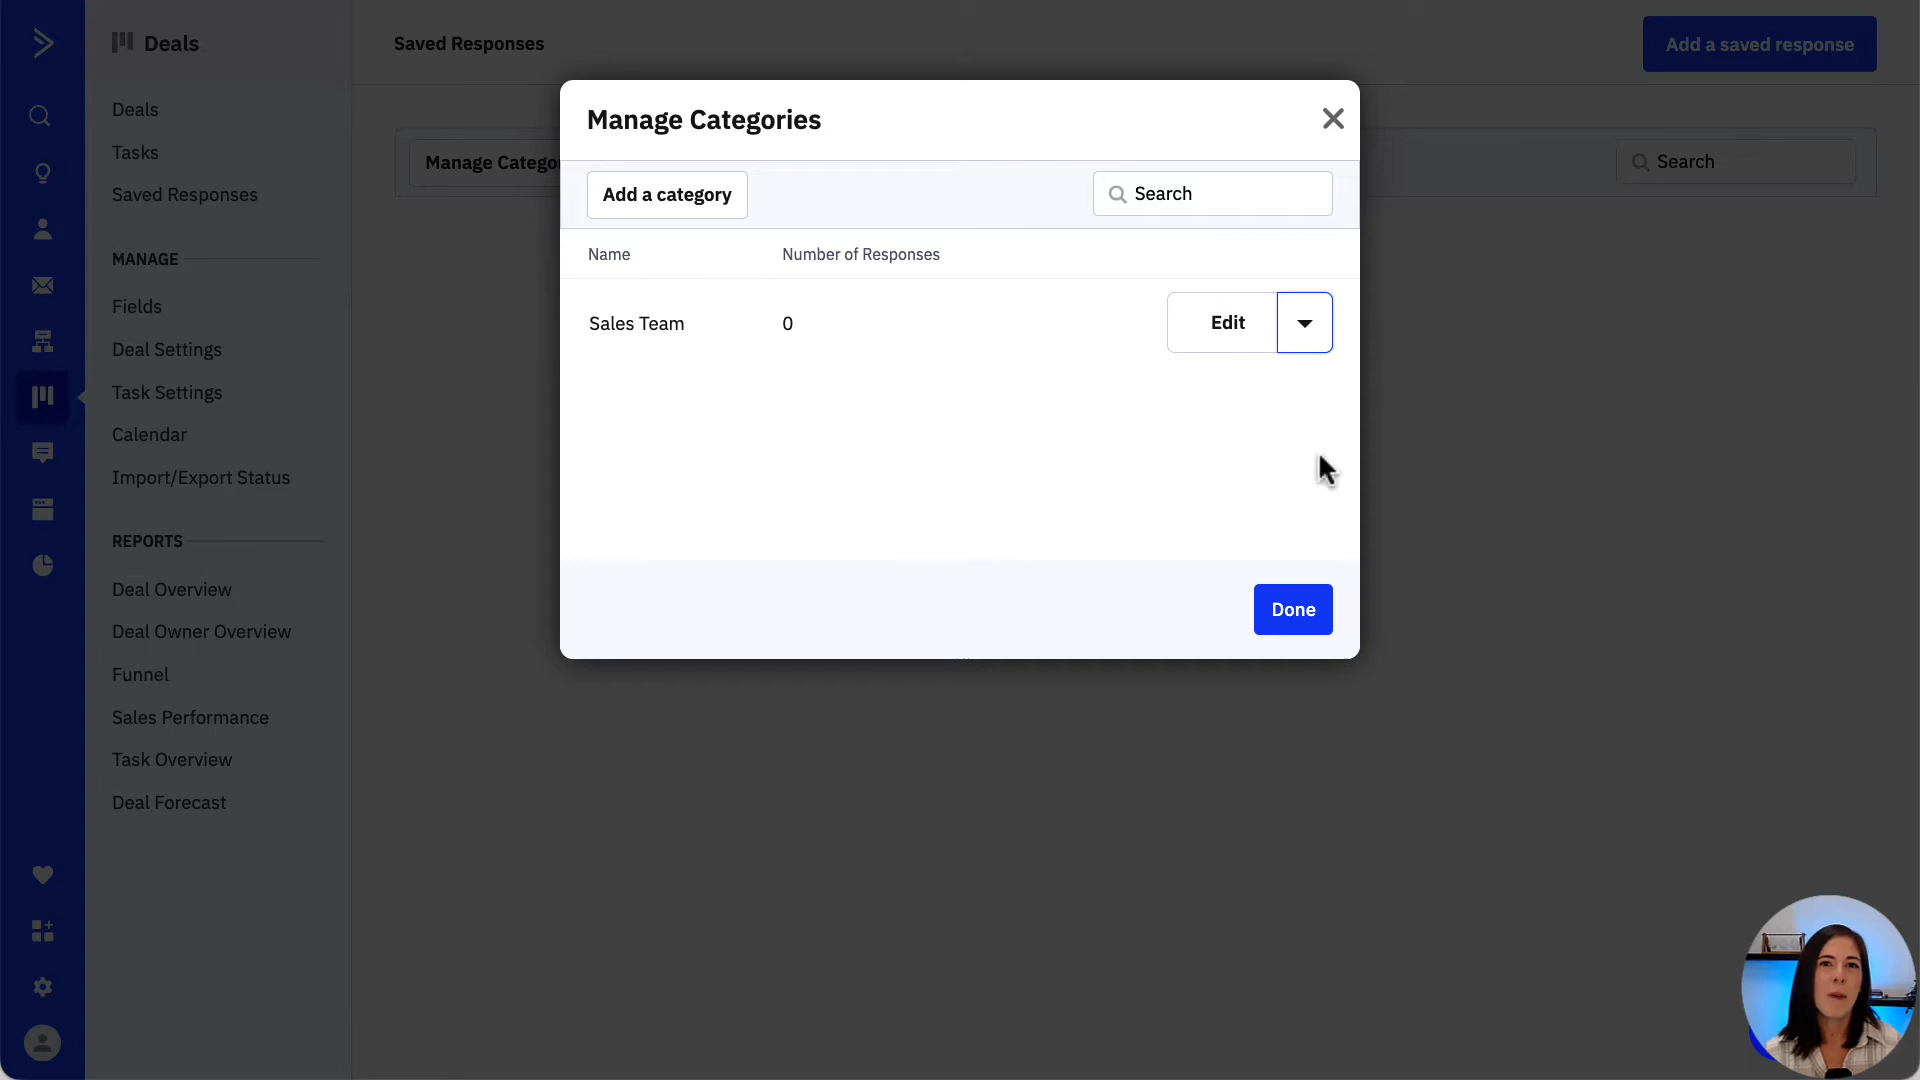 Deals
Deals
Tasks
Saved Responses
MANAGE
Fields
Deal Settings
Task Settings
Calendar
Import/Export Status
REPORTS
Deal Overview
Deal Owner Overview
Funnel
Sales Performance
Task Overview
Deal Forecast
Saved Responses
Add a saved response
Manage Catego
Search
Manage Categories
Add a category
Search
Name Number of Responses
Sales Team 0 Edit
Done